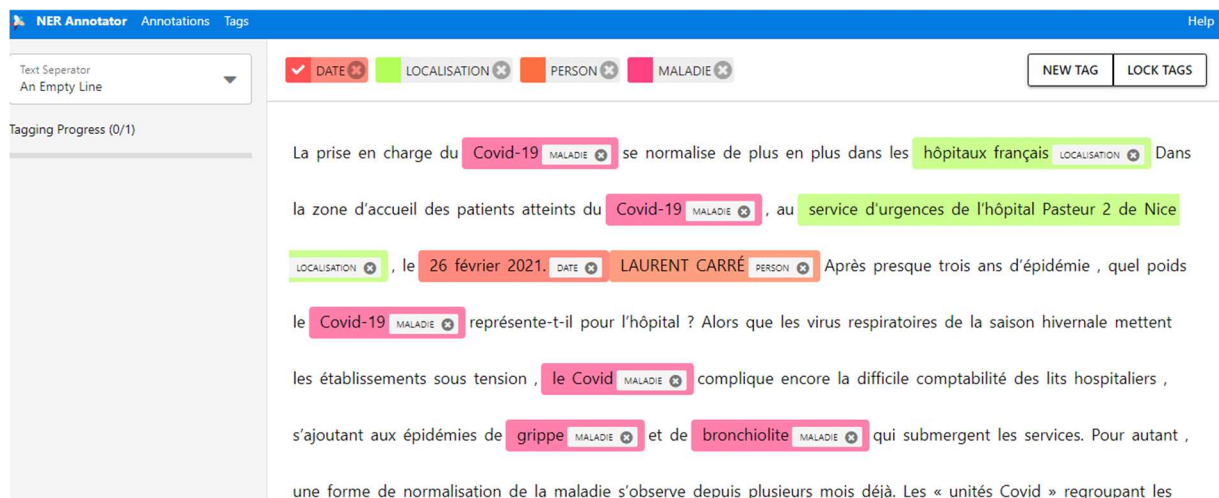 NER Annotator Annotations Tags Help
Text Seperator
An Empty Line
Tagging Progress (0/1)
DATE LOCALISATION PERSON MALADIE NEW TAG LOCK TAGS
La prise en charge du Covid-19 MALADIE se normalise de plus en plus dans les hôpitaux français LOCALISATION Dans
la zone d’accueil des patients atteints du Covid-19 MALADIE , au service d'urgences de l’hôpital Pasteur 2 de Nice
LOCALISATION , le 26 février 2021. DATE LAURENT CARRÉ PERSON Après presque trois ans d’épidémie , quel poids
le Covid-19 MALADIE représente-t-il pour l’hôpital ? Alors que les virus respiratoires de la saison hivernale mettent
les établissements sous tension , le Covid MALADIE complique encore la difficile comptabilité des lits hospitaliers ,
s’ajoutant aux épidémies de grippe MALADIE et de bronchiolite MALADIE qui submergent les services. Pour autant ,
une forme de normalisation de la maladie s’observe depuis plusieurs mois déjà. Les « unités Covid » regroupant les